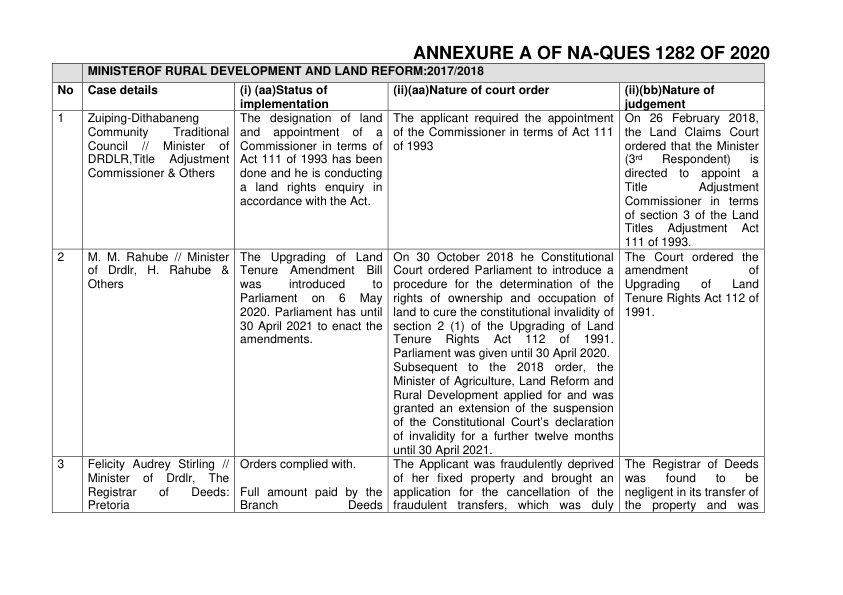 ANNEXURE A OF NA-QUES 1282 OF 2020
MINISTEROF RURAL DEVELOPMENT AND LAND REFORM:2017/2018
No
Case details
(i) (aa)Status of
implementation
(ii)(aa)Nature of court order
(ii)(bb)Nature of
judgement
1
Zuiping-Dithabaneng
Community Traditional
Council // Minister of
DRDLR,Title Adjustment
Commissioner & Others
The designation of land
and appointment of a
Commissioner in terms of
Act 111 of 1993 has been
done and he is conducting
a land rights enquiry in
accordance with the Act.
The applicant required the appointment
of the Commissioner in terms of Act 111
of 1993
On 26 February 2018,
the Land Claims Court
ordered that the Minister
(3rd Respondent) is
directed to appoint a
Title Adjustment
Commissioner in terms
of section 3 of the Land
Titles Adjustment Act
111 of 1993.
2
M. M. Rahube // Minister
of Drdlr, H. Rahube &
Others
The Upgrading of Land
Tenure Amendment Bill
was introduced to
Parliament on 6 May
2020. Parliament has until
30 April 2021 to enact the
amendments.
On 30 October 2018 he Constitutional
Court ordered Parliament to introduce a
procedure for the determination of the
rights of ownership and occupation of
land to cure the constitutional invalidity of
section 2 (1) of the Upgrading of Land
Tenure Rights Act 112 of 1991.
Parliament was given until 30 April 2020.
Subsequent to the 2018 order, the
Minister of Agriculture, Land Reform and
Rural Development applied for and was
granted an extension of the suspension
of the Constitutional Court's declaration
of invalidity for a further twelve months
until 30 April 2021.
The Court ordered the
amendment of
Upgrading of Land
Tenure Rights Act 112 of
1991.
3
Felicity Audrey Stirling //
Minister of Drdlr, The
Registrar of Deeds:
Pretoria
Orders complied with.
Full amount paid by the
Branch Deeds
The Applicant was fraudulently deprived
of her fixed property and brought an
application for the cancellation of the
fraudulent transfers, which was duly
The Registrar of Deeds
was found to be
negligent in its transfer of
the property and was